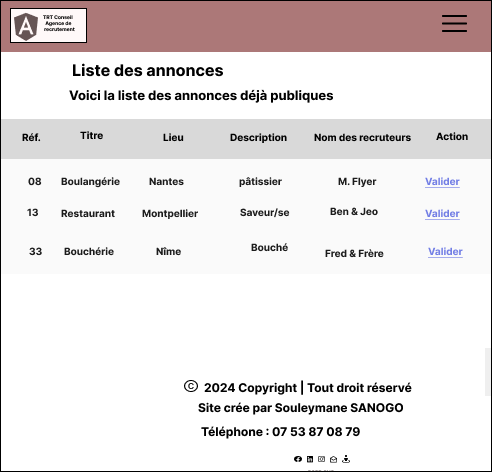 TRT Conseil
Agence de
recrutement
Liste des annonces
Voici la liste des annonces déjà publiques
Réf. Titre Lieu Description Nom des recruteurs Action
08 Boulangérie Nantes pâtissier M. Flyer Valider
13 Restaurant Montpellier Saveur/se Ben & Jeo Valider
33 Bouchérie Nîme Bouché Fred & Frère Valider
© 2024 Copyright | Tout droit réservé
Site crée par Souleymane SANOGO
Téléphone : 07 53 87 08 79